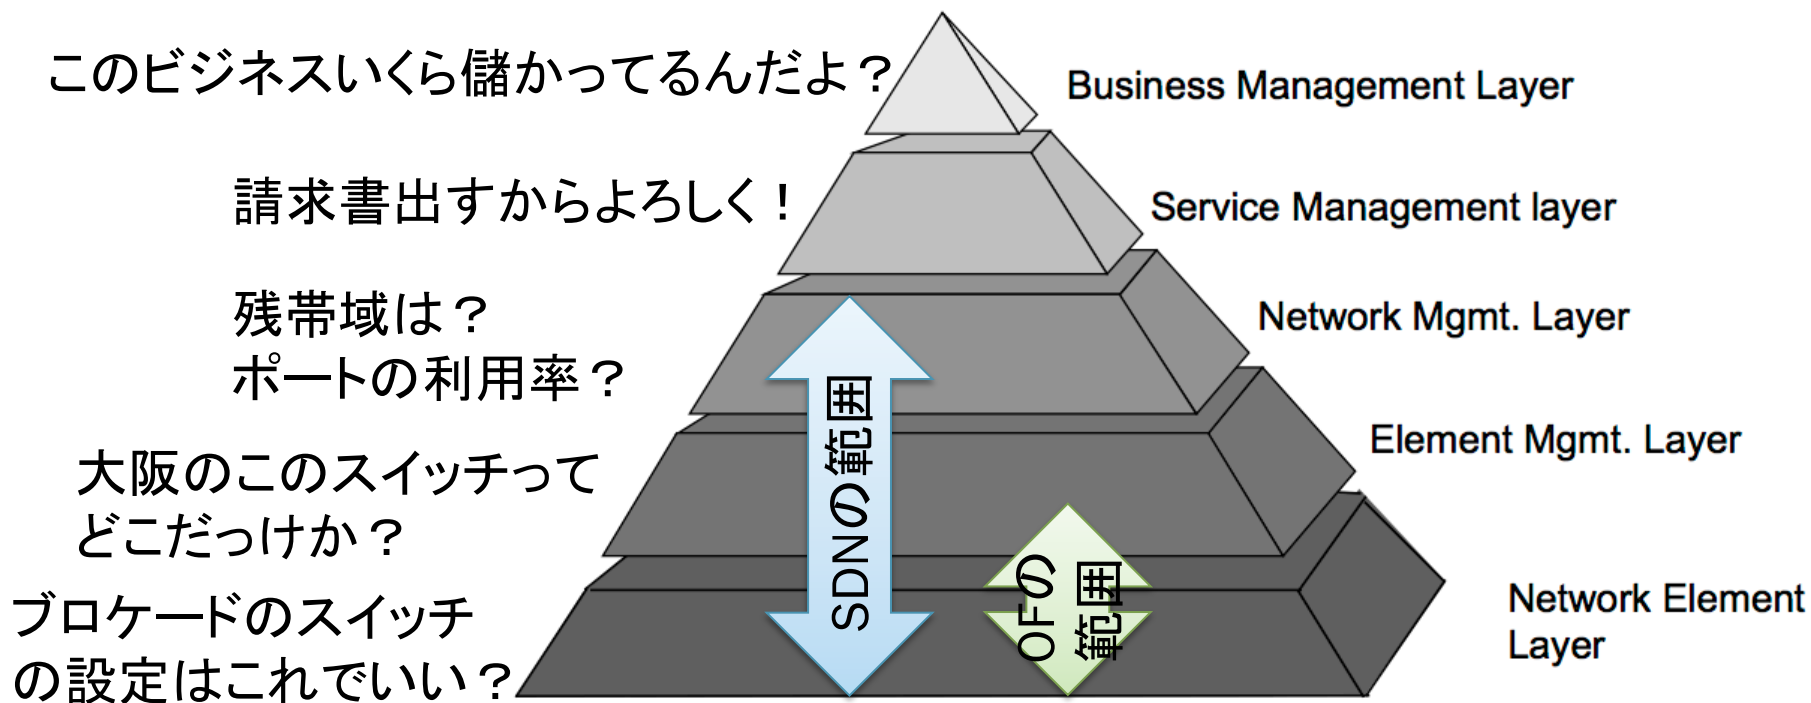 このビジネスいくら儲かってるんだよ？
Business Management Layer
請求書出すからよろしく！
Service Management layer
残帯域は？
ポートの利用率？
Network Mgmt. Layer
大阪のこのスイッチって
どこだっけか？
Element Mgmt. Layer
ブロケードのスイッチ
の設定はこれでいい？
Network Element
Layer
SDNの範囲
OFの
範囲